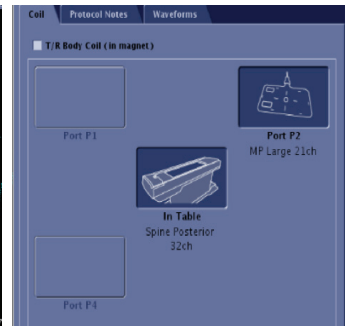 Coil Protocol Notes Waveforms
T/R Body Coil (in magnet)
Port P1
Port P2
MP Large 21ch
In Table
Spine Posterior
32ch
Port P4